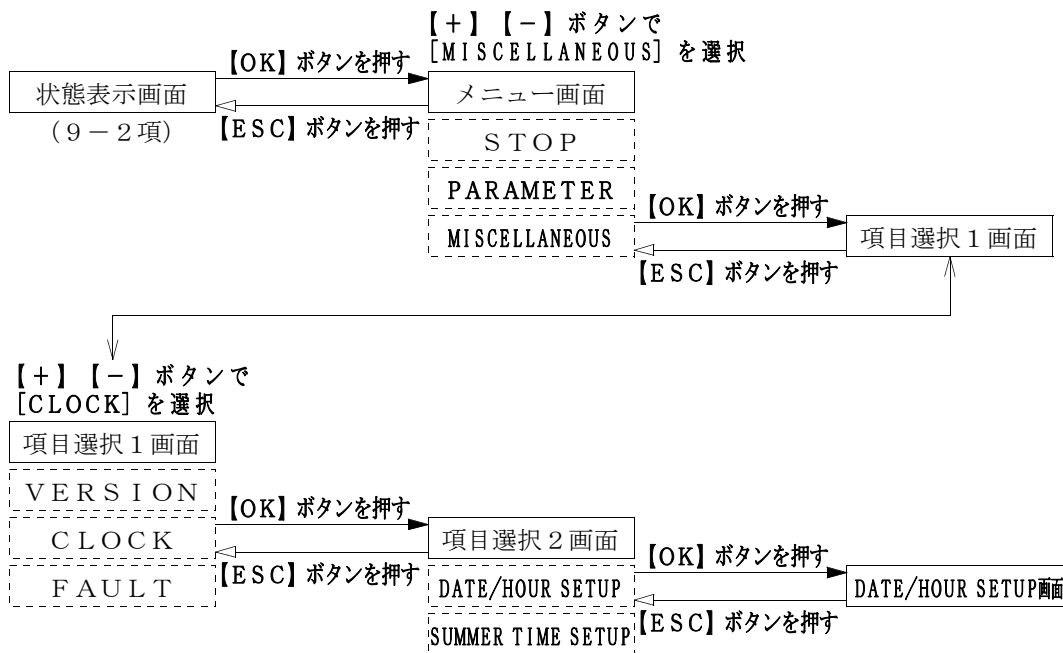 【＋】【－】ボタンで
［MISCELLANEOUS］を選択
【OK】ボタンを押す
状態表示画面
メニュー画面
（９－２項）
【ESC】ボタンを押す
ＳＴＯＰ
PARAMETER
【OK】ボタンを押す
MISCELLANEOUS
項目選択１画面
【ESC】ボタンを押す
【＋】【－】ボタンで
［CLOCK］を選択
項目選択１画面
ＶＥＲＳＩＯＮ
【OK】ボタンを押す
ＣＬＯＣＫ
項目選択２画面
【ESC】ボタンを押す
【OK】ボタンを押す
ＦＡＵＬＴ
DATE/HOUR SETUP
DATE/HOUR SETUP画面
【ESC】ボタンを押す
SUMMER TIME SETUP